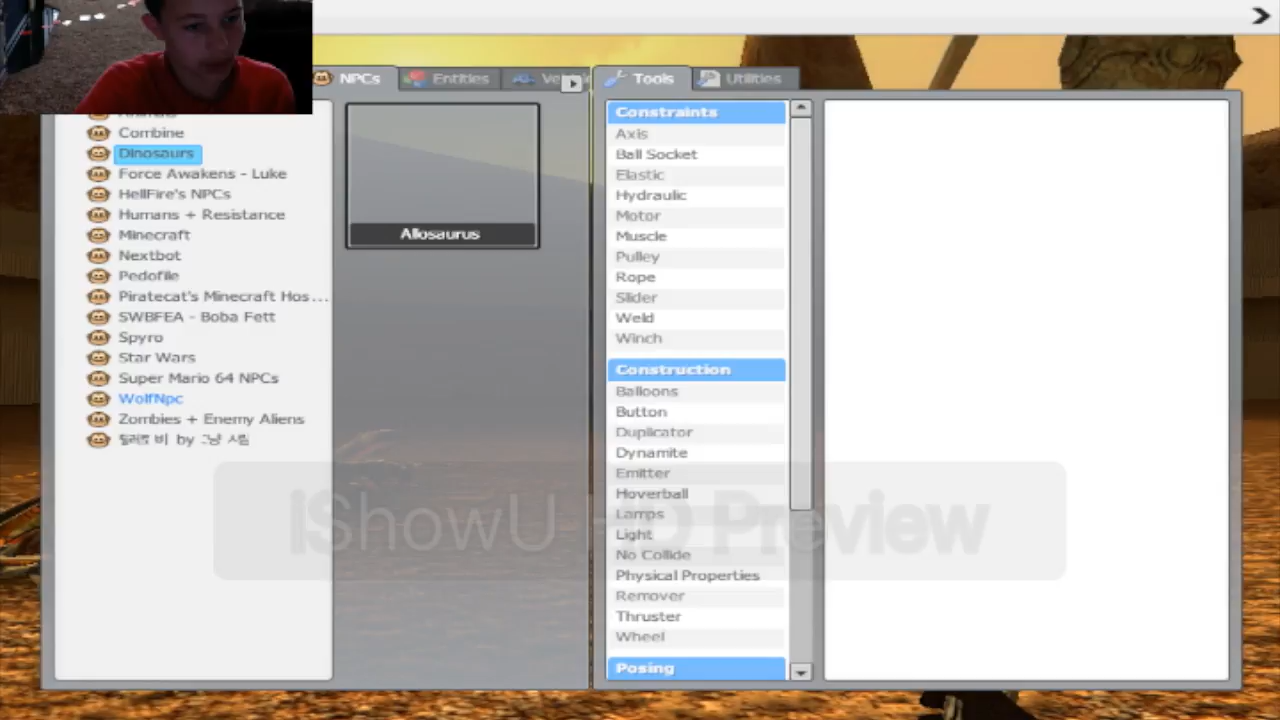 NPCs
Entities
Tools
Utilities
Combine
Dinosaurs
Force Awakens - Luke
HellFire's NPCs
Humans + Resistance
Minecraft
Nextbot
Pedofile
Piratecat's Minecraft Hos...
SWBFEA - Boba Fett
Spyro
Star Wars
Super Mario 64 NPCs
WolfNpc
Zombies + Enemy Aliens
by
Allosaurus
Constraints
Axis
Ball Socket
Elastic
Hydraulic
Motor
Muscle
Pulley
Rope
Slider
Weld
Winch
Construction
Balloons
Button
Duplicator
Dynamite
Emitter
Hoverball
Lamps
Light
No Collide
Physical Properties
Remover
Thruster
Wheel
Posing
iShowU HD Preview